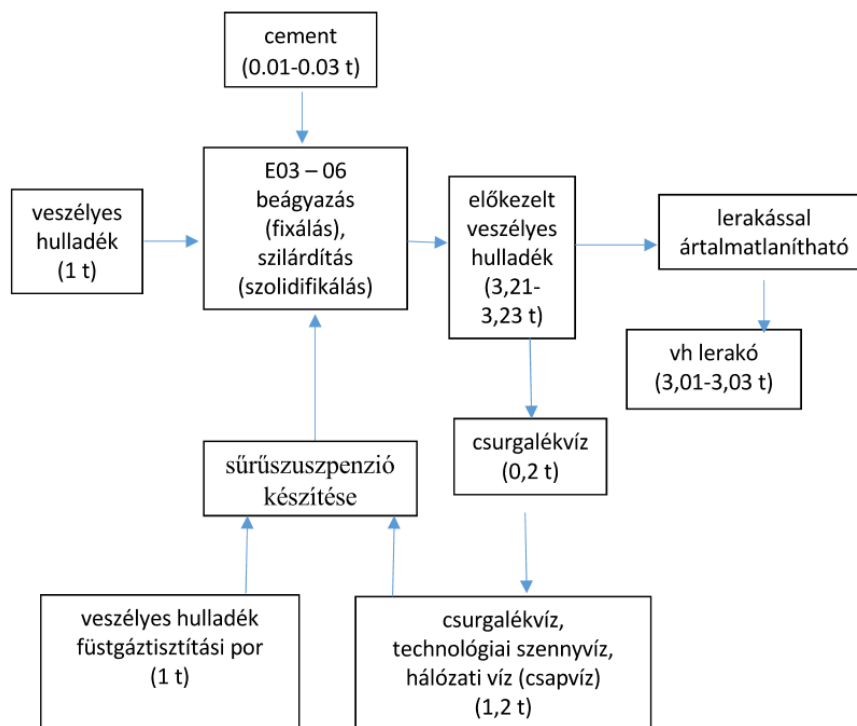 cement
(0.01-0.03 t)
veszélyes
hulladék
(1 t)
E03 – 06
beágyazás
(fixálás),
szilárdítás
(szolidifikálás)
előkezelt
veszélyes
hulladék
(3,21-
3,23 t)
lerakással
ártalmatlanítható
vh lerakó
(3,01-3,03 t)
sűrűszuszpenzió
készítése
csurgalékvíz
(0,2 t)
veszélyes hulladék
füstgáztisztítási por
(1 t)
csurgalékvíz,
technológiai szennyvíz,
hálózati víz (csapvíz)
(1,2 t)